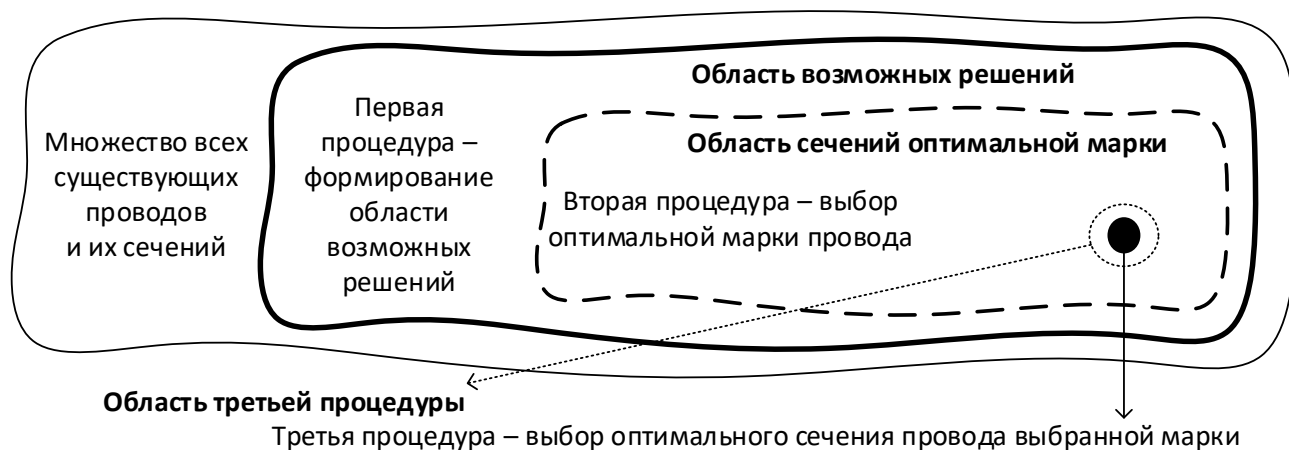 Множество всех
существующих
проводов
и их сечений
Первая
процедура –
формирование
области
возможных
решений
Область возможных решений
Область сечений оптимальной марки
Вторая процедура – выбор
оптимальной марки провода
Область третьей процедуры
Третья процедура – выбор оптимального сечения провода выбранной марки